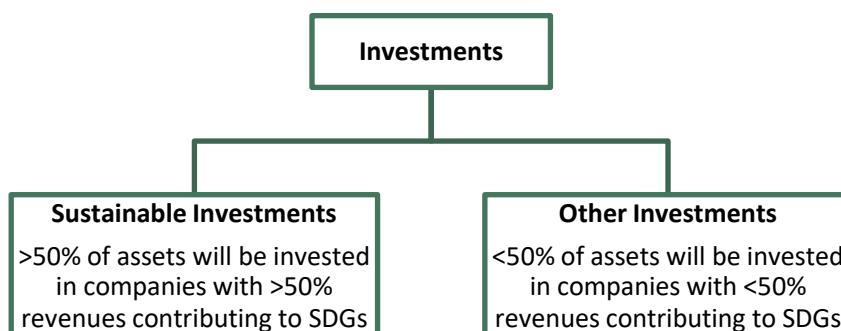 Investments
Sustainable Investments
>50% of assets will be invested
in companies with >50%
revenues contributing to SDGs
Other Investments
<50% of assets will be invested
in companies with <50%
revenues contributing to SDGs